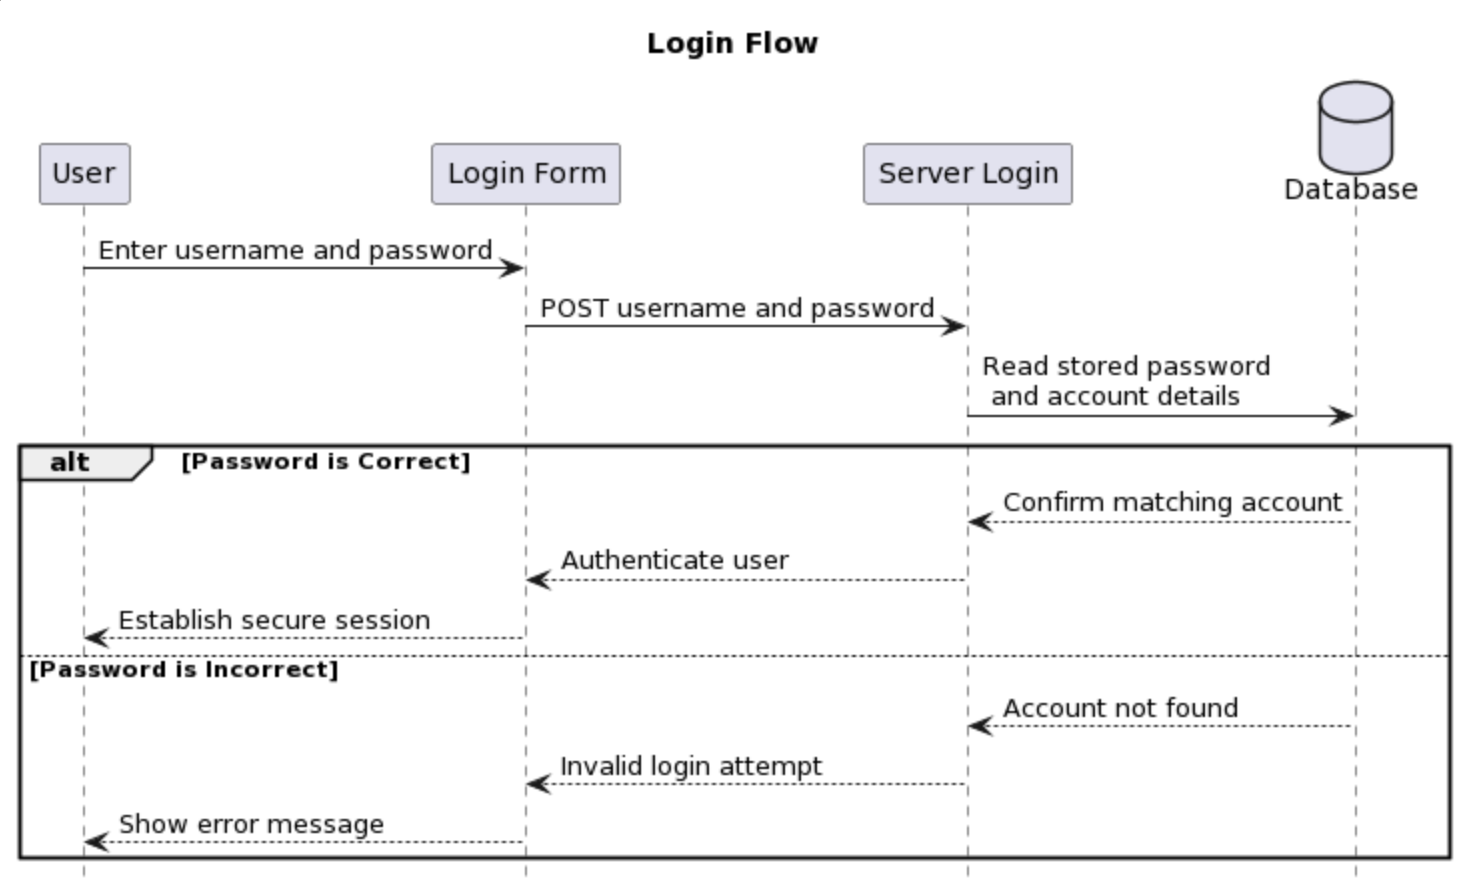 Login Flow
User
Login Form
Server Login
Database
Enter username and password
POST username and password
Read stored password
and account details
alt [Password is Correct]
Confirm matching account
Authenticate user
Establish secure session
[Password is Incorrect]
Account not found
Invalid login attempt
Show error message